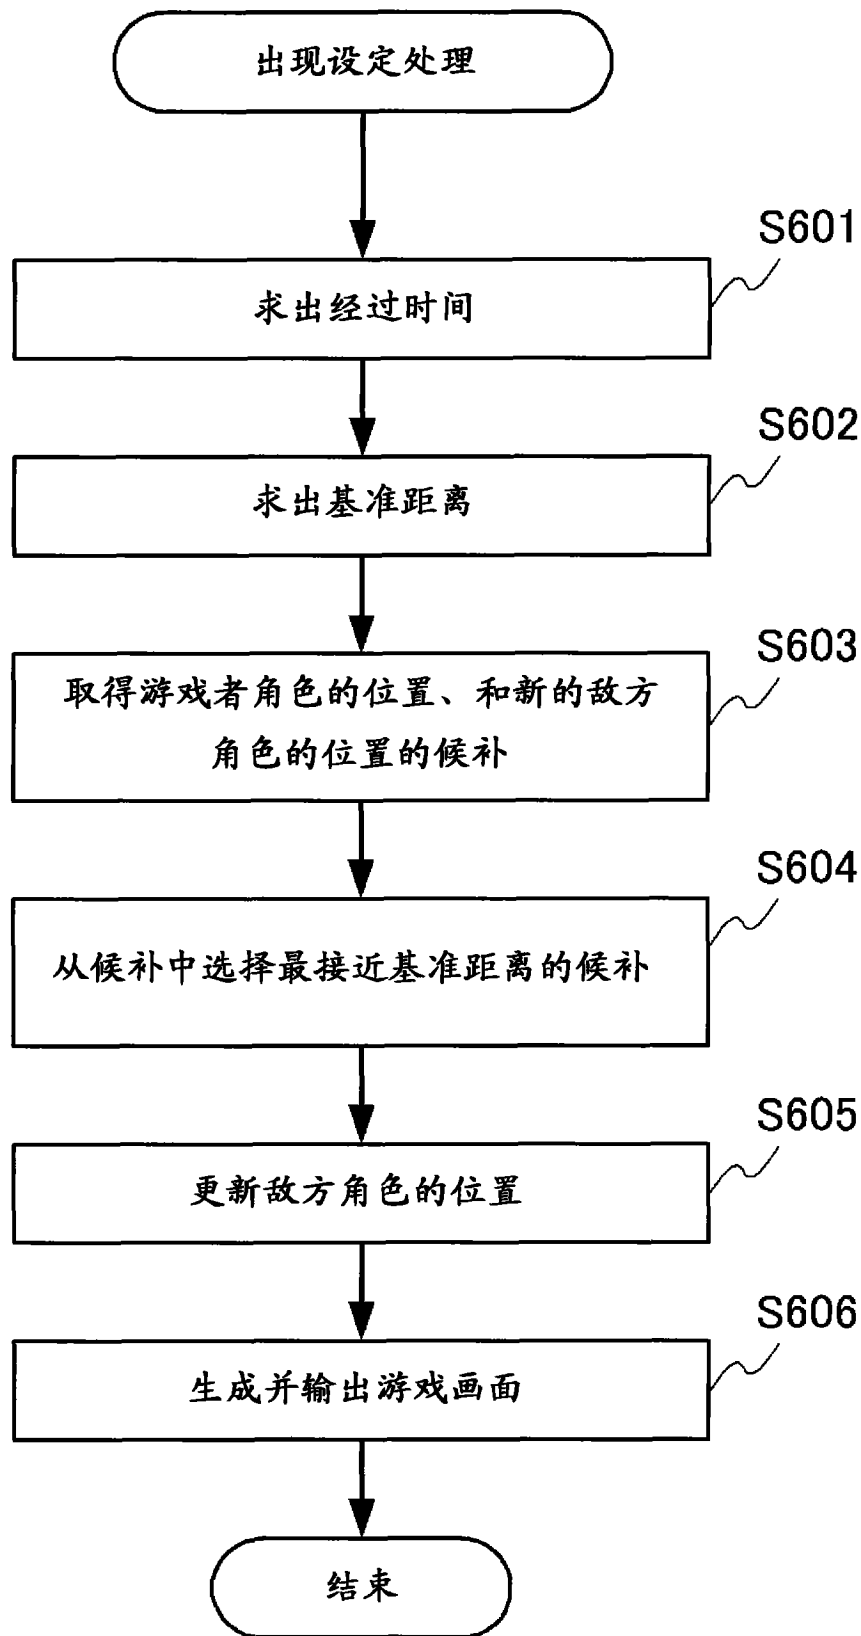 出现设定处理
S601
求出经过时间
S602
求出基准距离
S603
取得游戏者角色的位置、和新的敌方
角色的位置的候补
S604
从候补中选择最接近基准距离的候补
S605
更新敌方角色的位置
S606
生成并输出游戏画面
结束